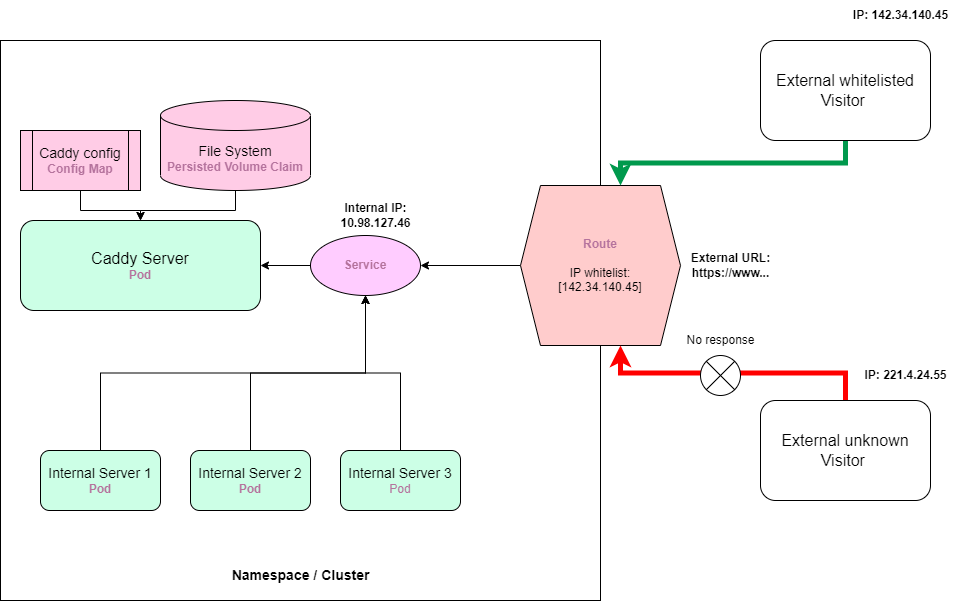 IP: 142.34.140.45
External whitelisted
Visitor
Caddy config
Config Map
File System
Persisted Volume Claim
Internal IP:
10.98.127.46
Caddy Server
Pod
Service
Route
IP whitelist:
[142.34.140.45]
External URL:
https://www...
No response
IP: 221.4.24.55
External unknown
Visitor
Internal Server 1
Pod
Internal Server 2
Pod
Internal Server 3
Pod
Namespace / Cluster